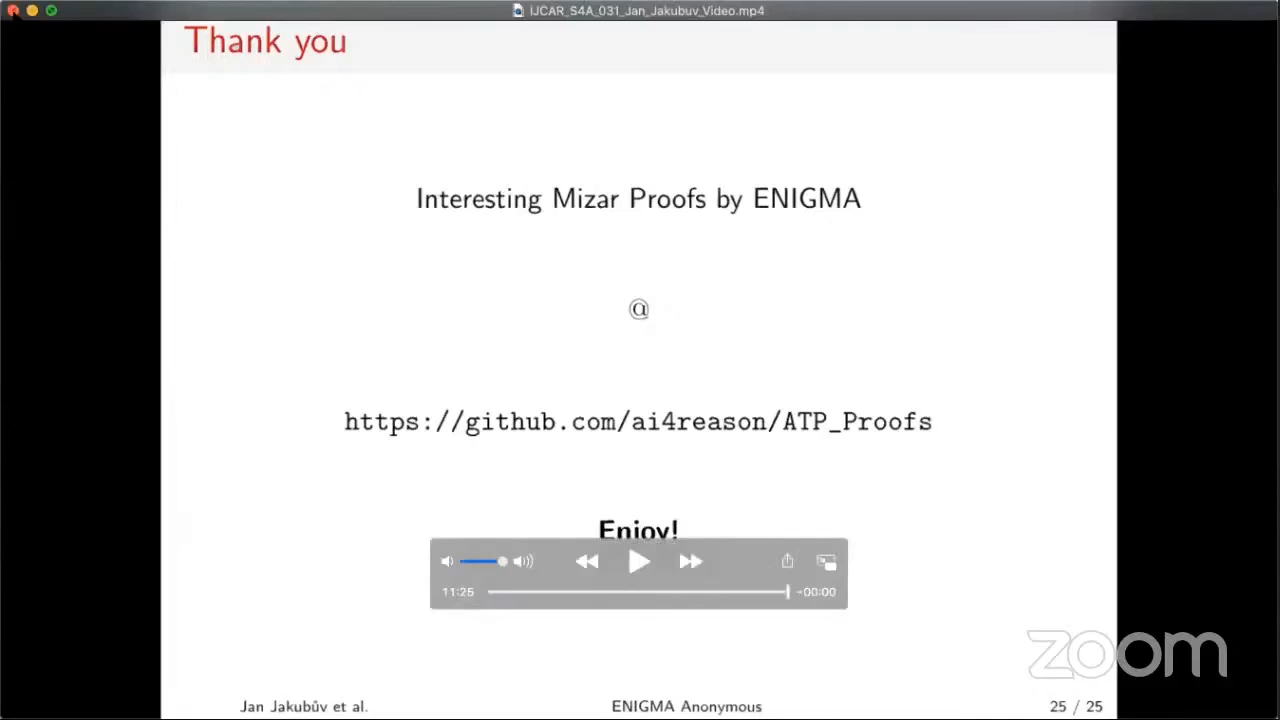 IJCAR_S4A_031_Jan_Jakubuv_Video.mp4
Thank you
Interesting Mizar Proofs by ENIGMA
@
https://github.com/ai4reason/ATP_Proofs
Enjoy!
11:25
-00:00
zoom
Jan Jakubův et al.
ENIGMA Anonymous
25 / 25